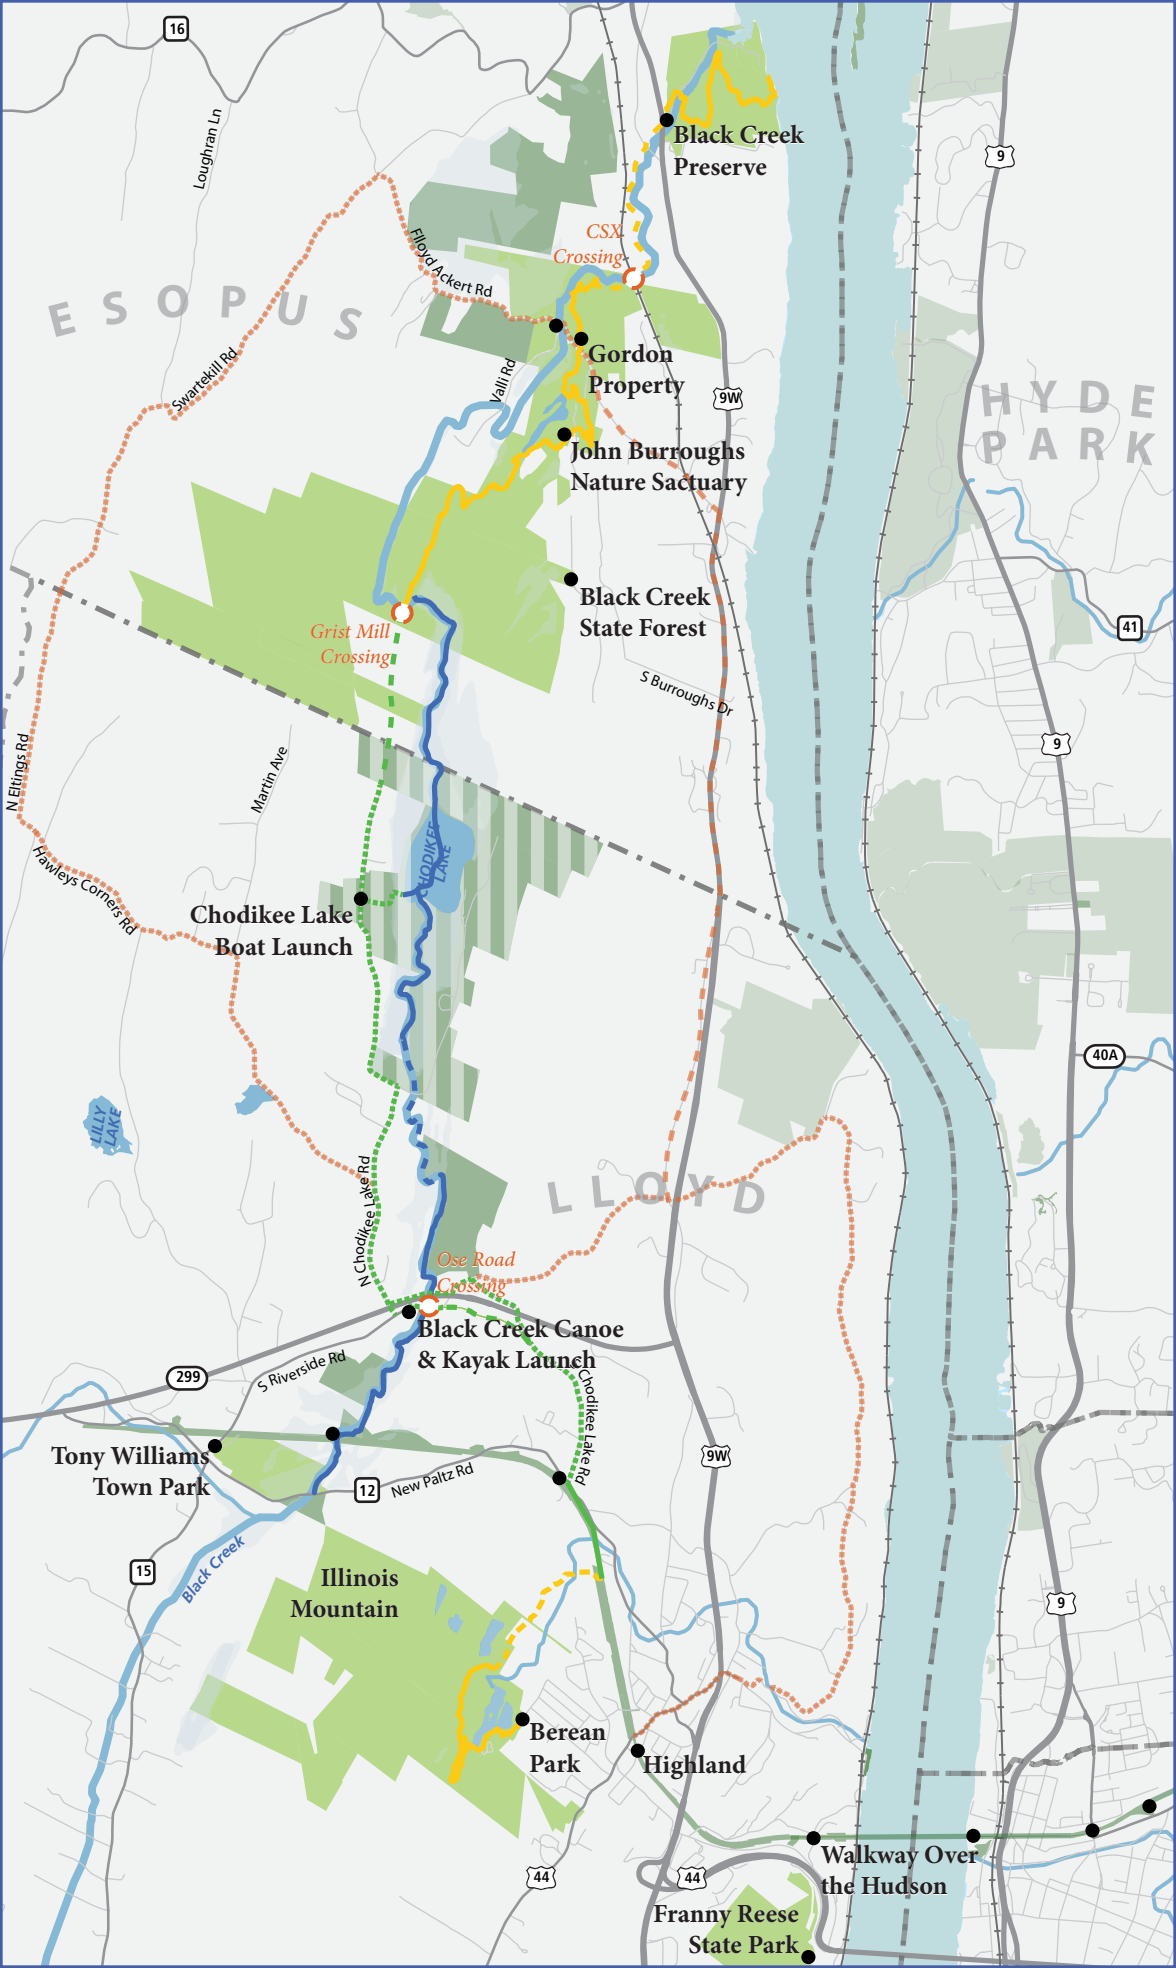 16
Loughran Ln
Black Creek
Preserve
9
CSX
Crossing
Flloyd Ackert Rd
ESOPUS
Swartekill Rd
Valli Rd
Gordon
Property
9W
HYDE
PARK
John Burroughs
Nature Sactuary
Black Creek
State Forest
Grist Mill
Crossing
41
S Burroughs Dr
N Eltings Rd
Martin Ave
9
CHODIKEE
LAKE
Hawleys Corners Rd
Chodikee Lake
Boat Launch
40A
LILLY
LAKE
N Chodikee Lake Rd
LLOYD
Ose Road
Crossing
Black Creek Canoe
& Kayak Launch
299
S Riverside Rd
Chodikee Lake Rd
Tony Williams
Town Park
12
New Paltz Rd
9W
15
Black Creek
Illinois
Mountain
9
Berean
Park
Highland
Walkway Over
the Hudson
44
44
Franny Reese
State Park